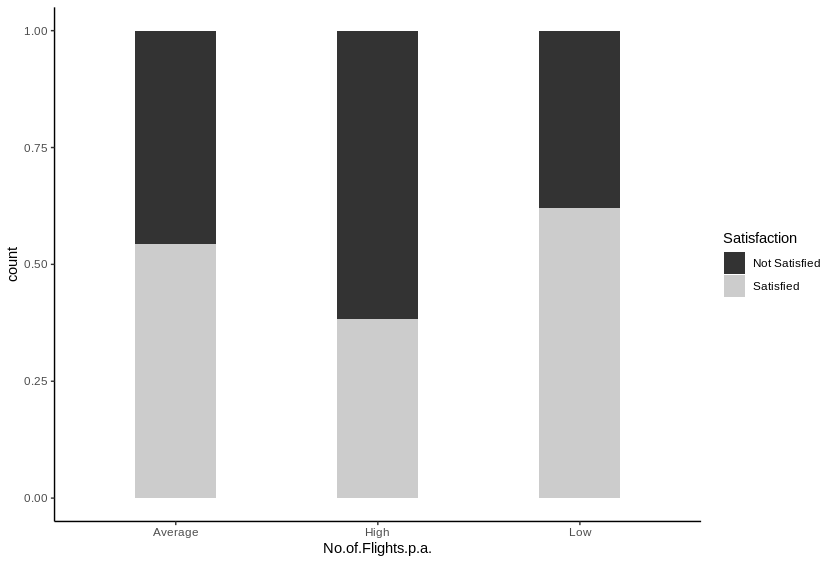 1.00
0.75
0.50
0.25
0.00
count
Average
High
Low
No.of.Flights.p.a.
Satisfaction
Not Satisfied
Satisfied